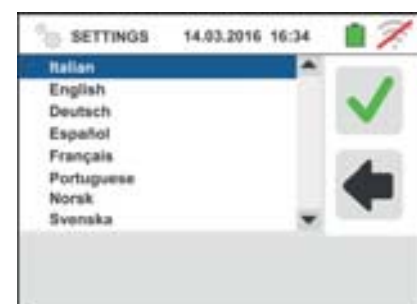 SETTINGS 14.03.2016 16:34
Italian
English
Deutsch
Español
Français
Portuguese
Norsk
Svenska